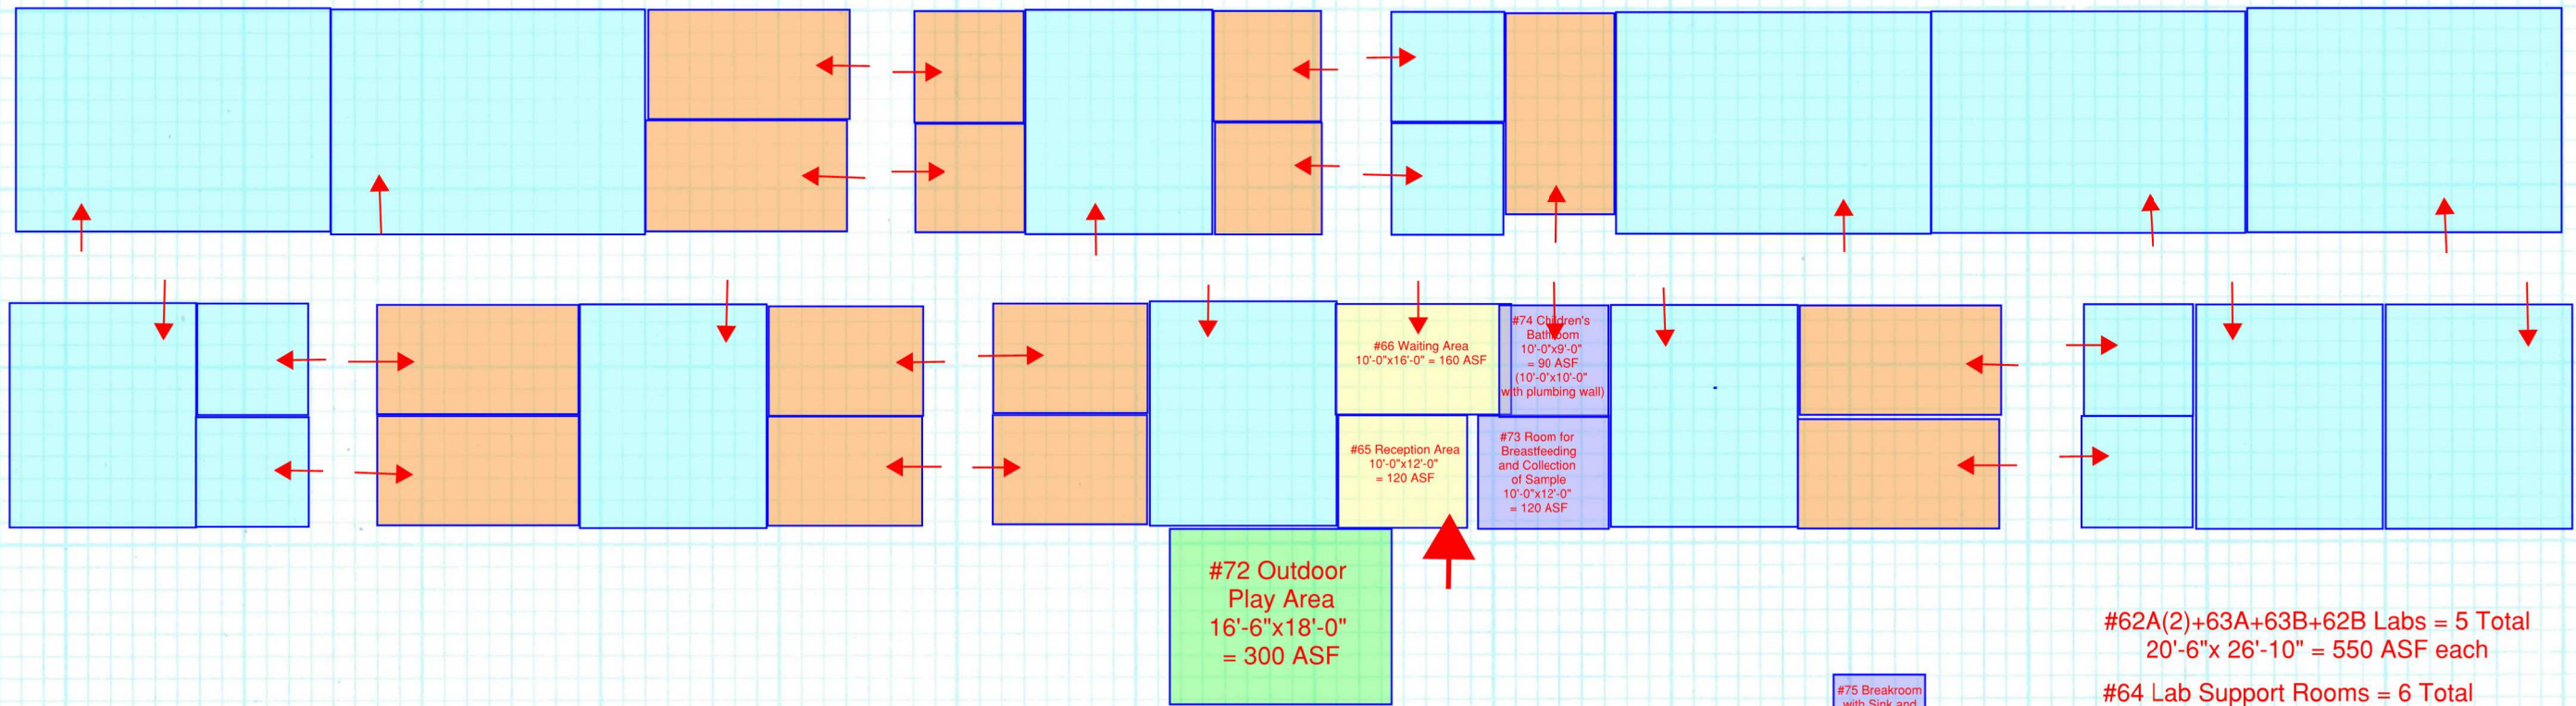 #66 Waiting Area
10'-0"x16'-0" = 160 ASF
#74 Children's
Bathroom
10'-0"x9'-0"
= 90 ASF
(10'-0"x10'-0"
with plumbing wall)
#65 Reception Area
10'-0"x12'-0"
= 120 ASF
#73 Room for
Breastfeeding
and Collection
of Sample
10'-0"x12'-0"
= 120 ASF
#72 Outdoor
Play Area
16'-6"x18'-0"
= 300 ASF
#62A(2)+63A+63B+62B Labs = 5 Total
20'-6"x 26'-10" = 550 ASF each
#64 Lab Support Rooms = 6 Total
#75 Breakroom
with Sink and